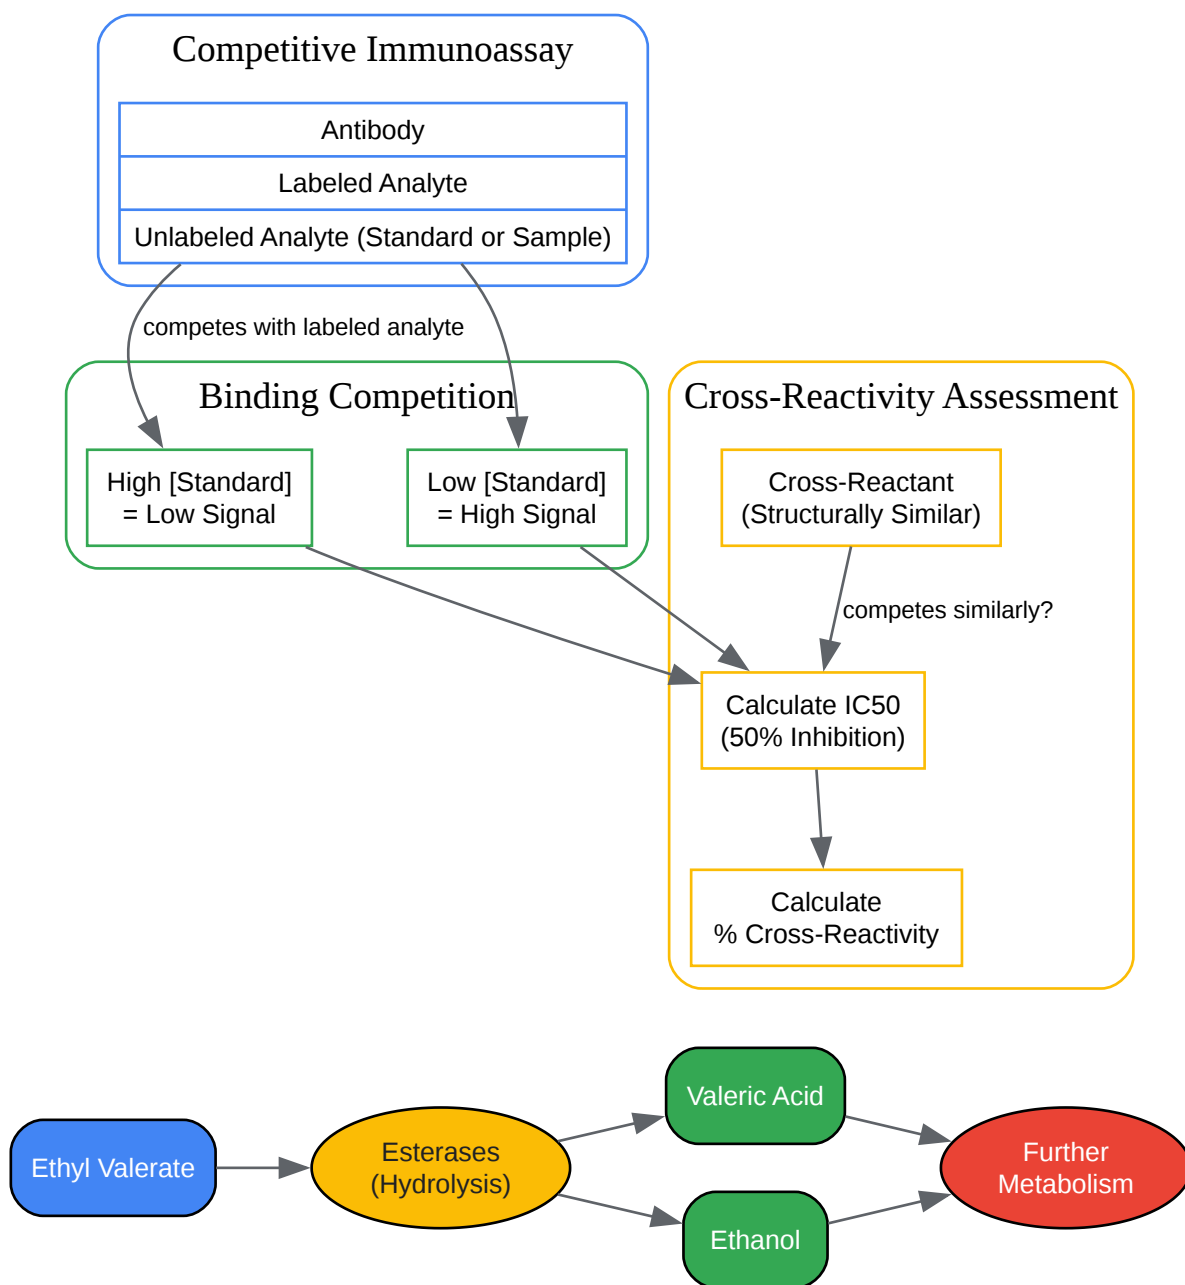 Competitive Immunoassay
Antibody
Labeled Analyte
Unlabeled Analyte (Standard or Sample)
competes with labeled analyte
Binding Competition
High [Standard]
= Low Signal
Low [Standard]
= High Signal
Cross-Reactivity Assessment
Cross-Reactant
(Structurally Similar)
competes similarly?
Calculate IC50
(50% Inhibition)
Calculate
% Cross-Reactivity
Ethyl Valerate
Esterases
(Hydrolysis)
Valeric Acid
Ethanol
Further
Metabolism